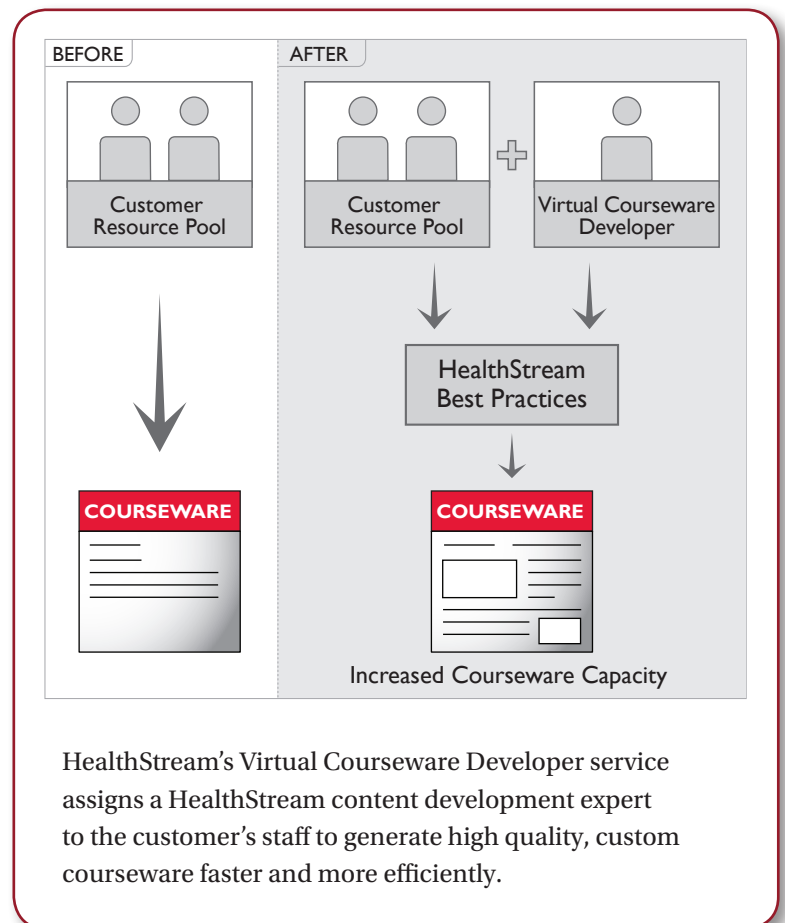 BEFORE
Customer
Resource Pool
COURSEWARE
AFTER
Customer
Resource Pool
Virtual Courseware
Developer
HealthStream
Best Practices
COURSEWARE
Increased Courseware Capacity
HealthStream’s Virtual Courseware Developer service
assigns a HealthStream content development expert
to the customer’s staff to generate high quality, custom
courseware faster and more efficiently.